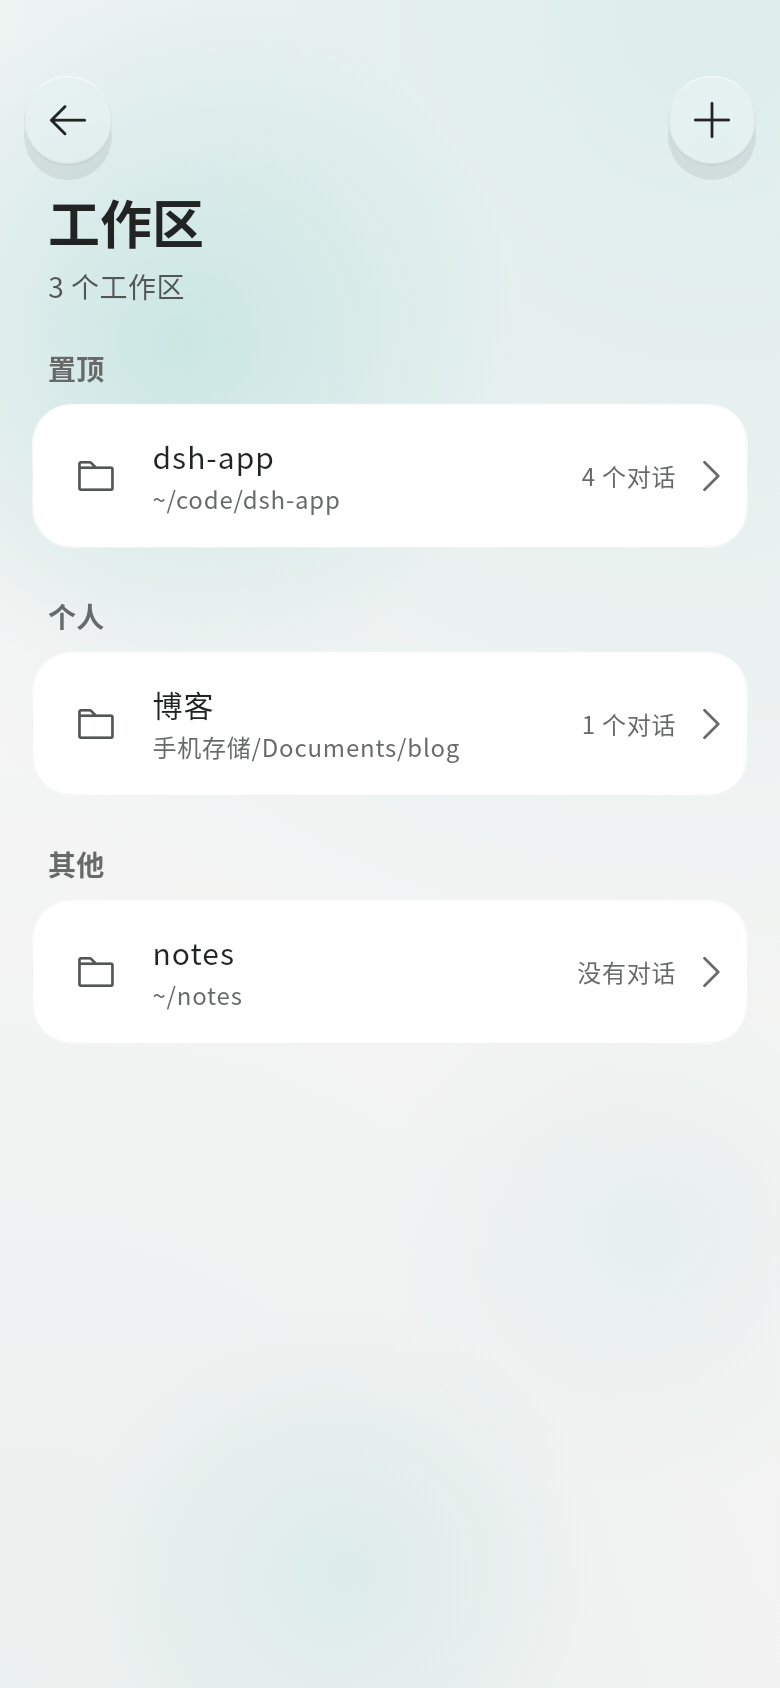 工作区
3 个工作区
置顶
dsh-app
~/code/dsh-app
4 个对话
个人
博客
手机存储/Documents/blog
1 个对话
其他
notes
~/notes
没有对话